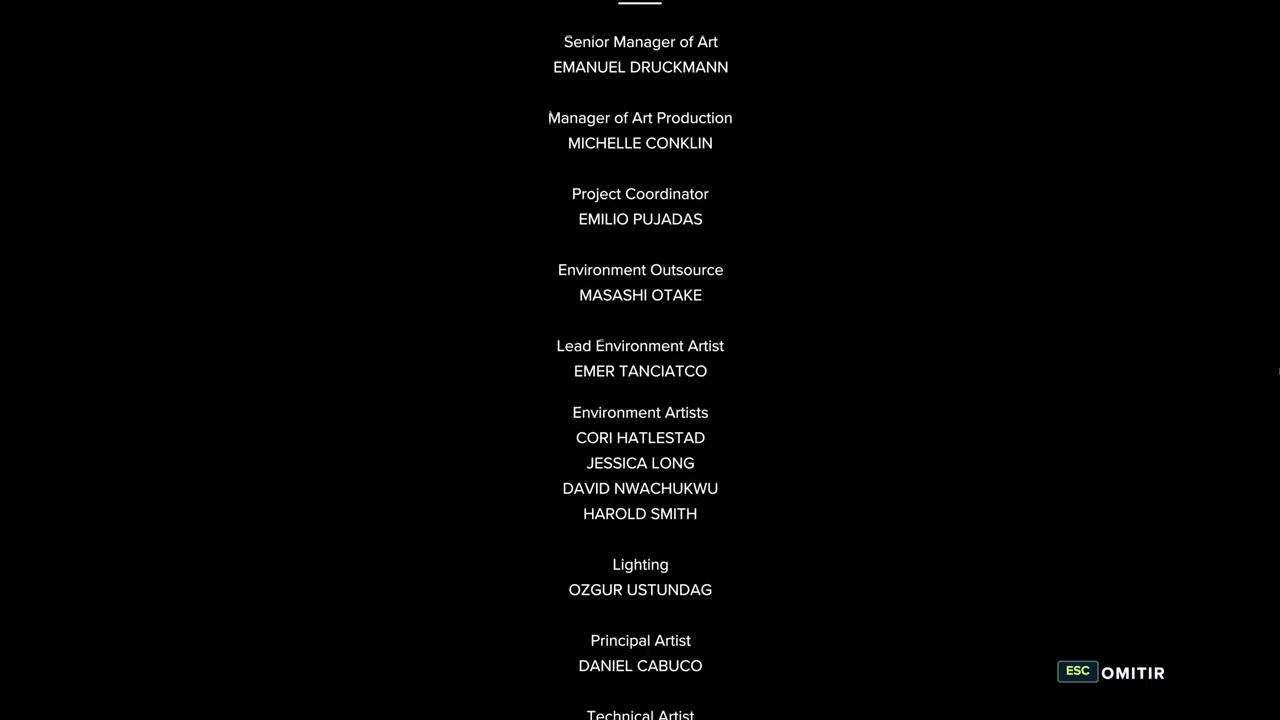 Senior Manager of Art
EMANUEL DRUCKMANN
Manager of Art Production
MICHELLE CONKLIN
Project Coordinator
EMILIO PUJADAS
Environment Outsource
MASASHI OTAKE
Lead Environment Artist
EMER TANCIATCO
Environment Artists
CORI HATLESTAD
JESSICA LONG
DAVID NWACHUKWU
HAROLD SMITH
Lighting
OZGUR USTUNDAG
Principal Artist
DANIEL CABUCO
ESC OMITIR
Technical Artist